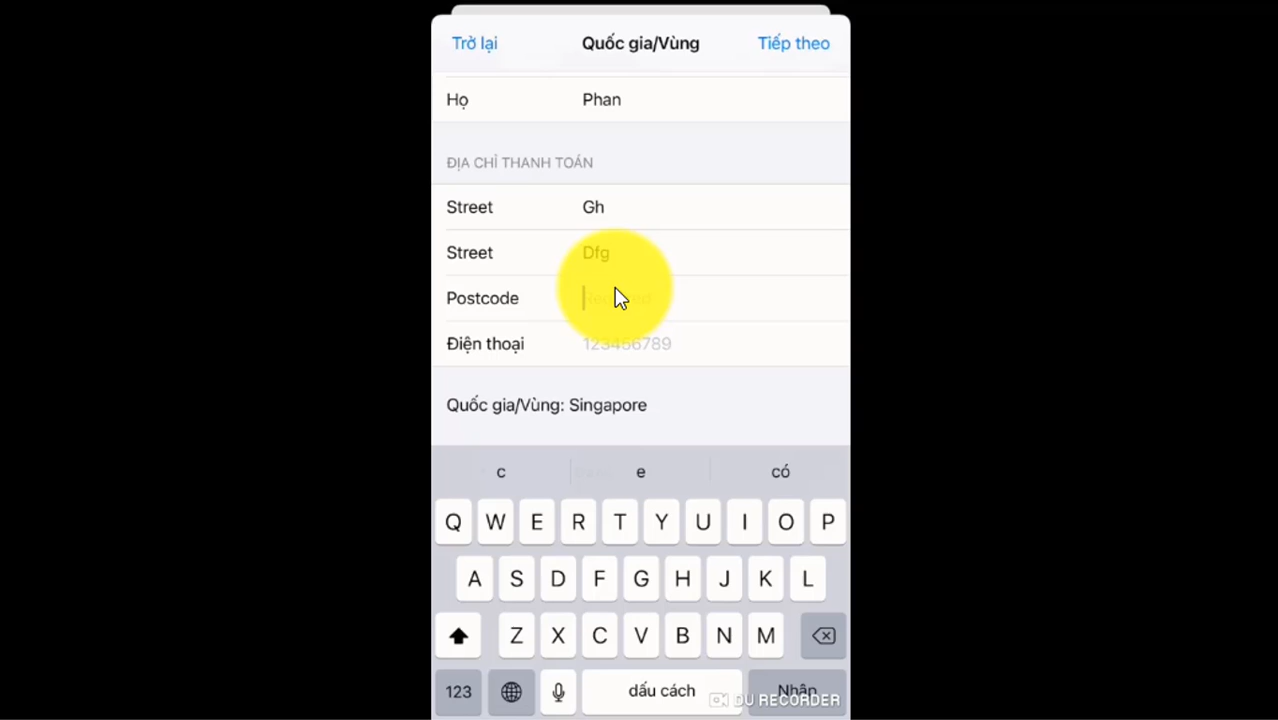 Trở lại Quốc gia/Vùng Tiếp theo
Họ Phan
ĐỊA CHỈ THANH TOÁN
Street Gh
Street Dfg
Postcode Required
Điện thoại 123456789
Quốc gia/Vùng: Singapore
c e có
Q W E R T Y U I O P
A S D F G H J K L
Z X C V B N M
123 dấu cách Nhập
DU RECORDER